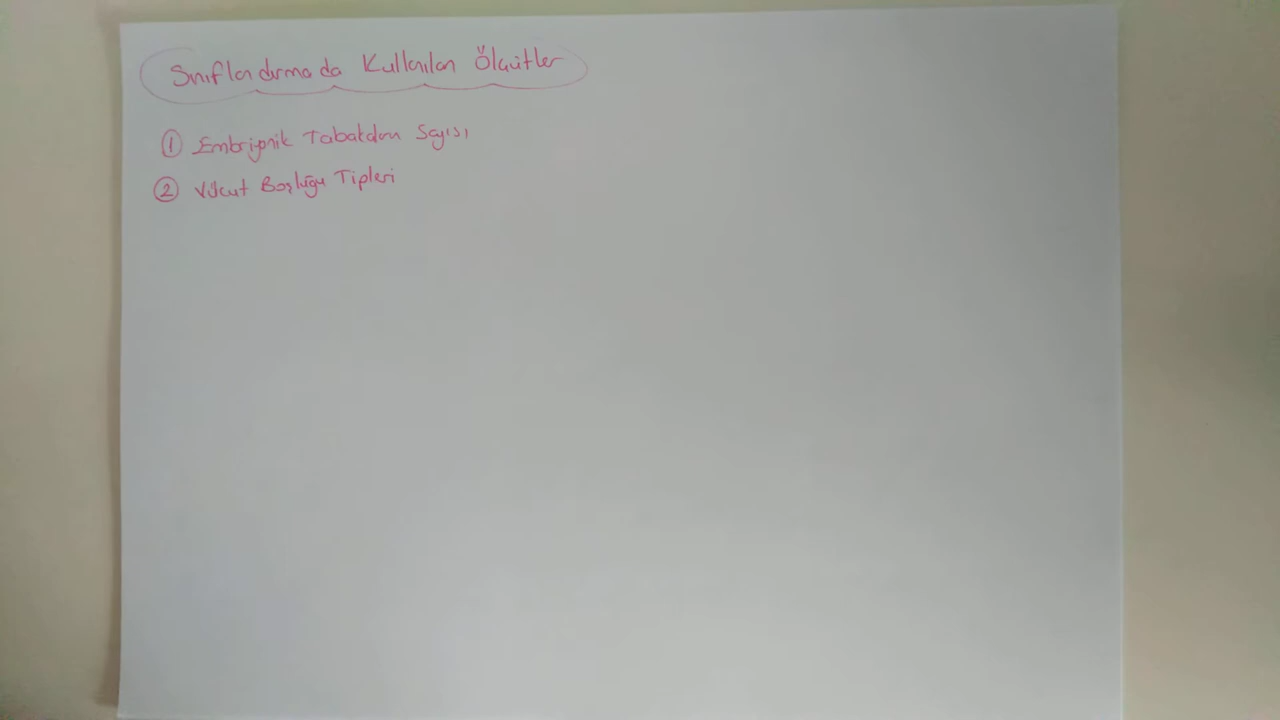 Sınıflandırmada Kullanılan Ölçütler
① Embriyonik Tabakaların Sayısı
② Vücut Boşluğu Tipleri